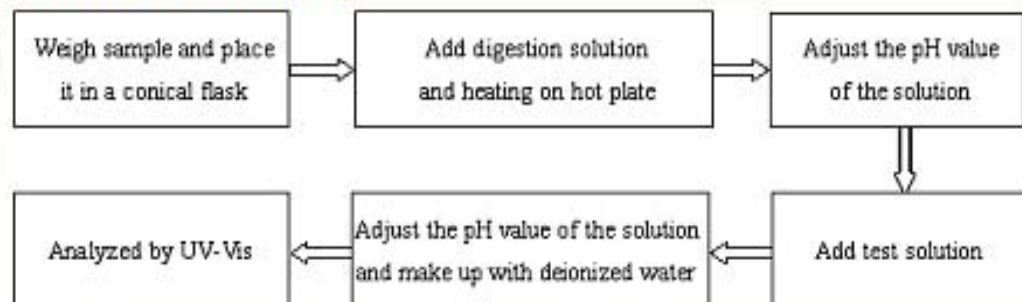 Weigh sample and place
it in a conical flask
Add digestion solution
and heating on hot plate
Adjust the pH value
of the solution
Add test solution
Adjust the pH value of the solution
and make up with deionized water
Analyzed by UV-Vis